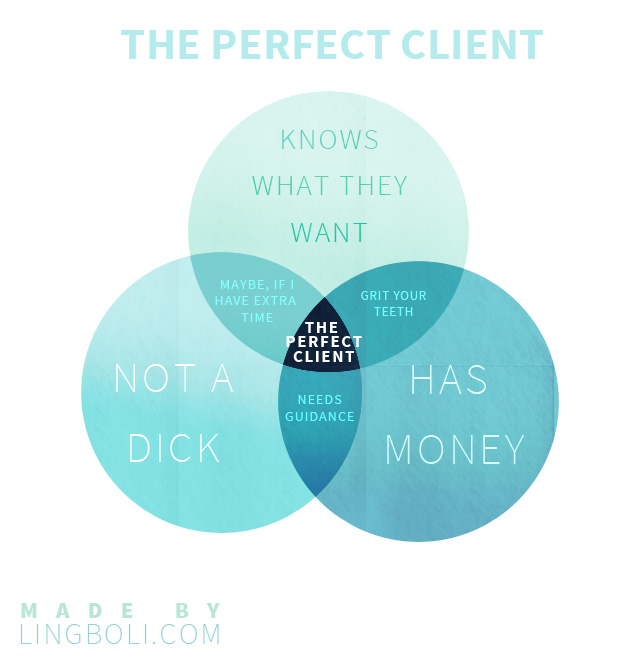 THE PERFECT CLIENT
KNOWS
WHAT THEY
WANT
MAYBE, IF I
HAVE EXTRA
TIME
GRIT YOUR
TEETH
THE
PERFECT
CLIENT
NOT A
DICK
HAS
MONEY
NEEDS
GUIDANCE
MADE BY
LINGBOLI.COM